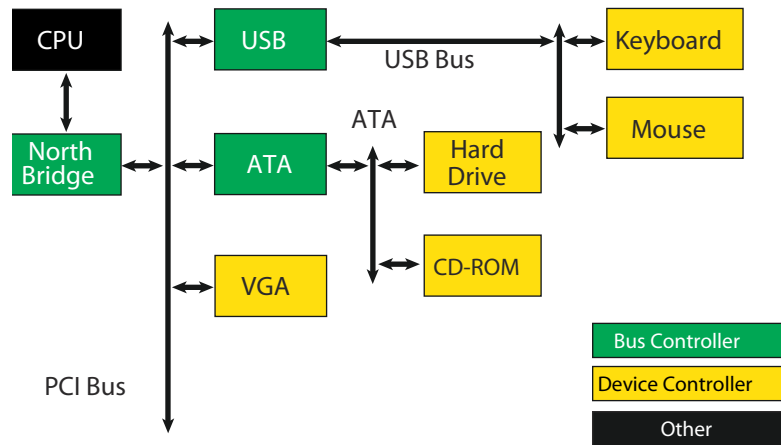 CPU
USB
USB Bus
Keyboard
Mouse
North
Bridge
ATA
ATA
Hard
Drive
CD-ROM
VGA
PCI Bus
Bus Controller
Device Controller
Other